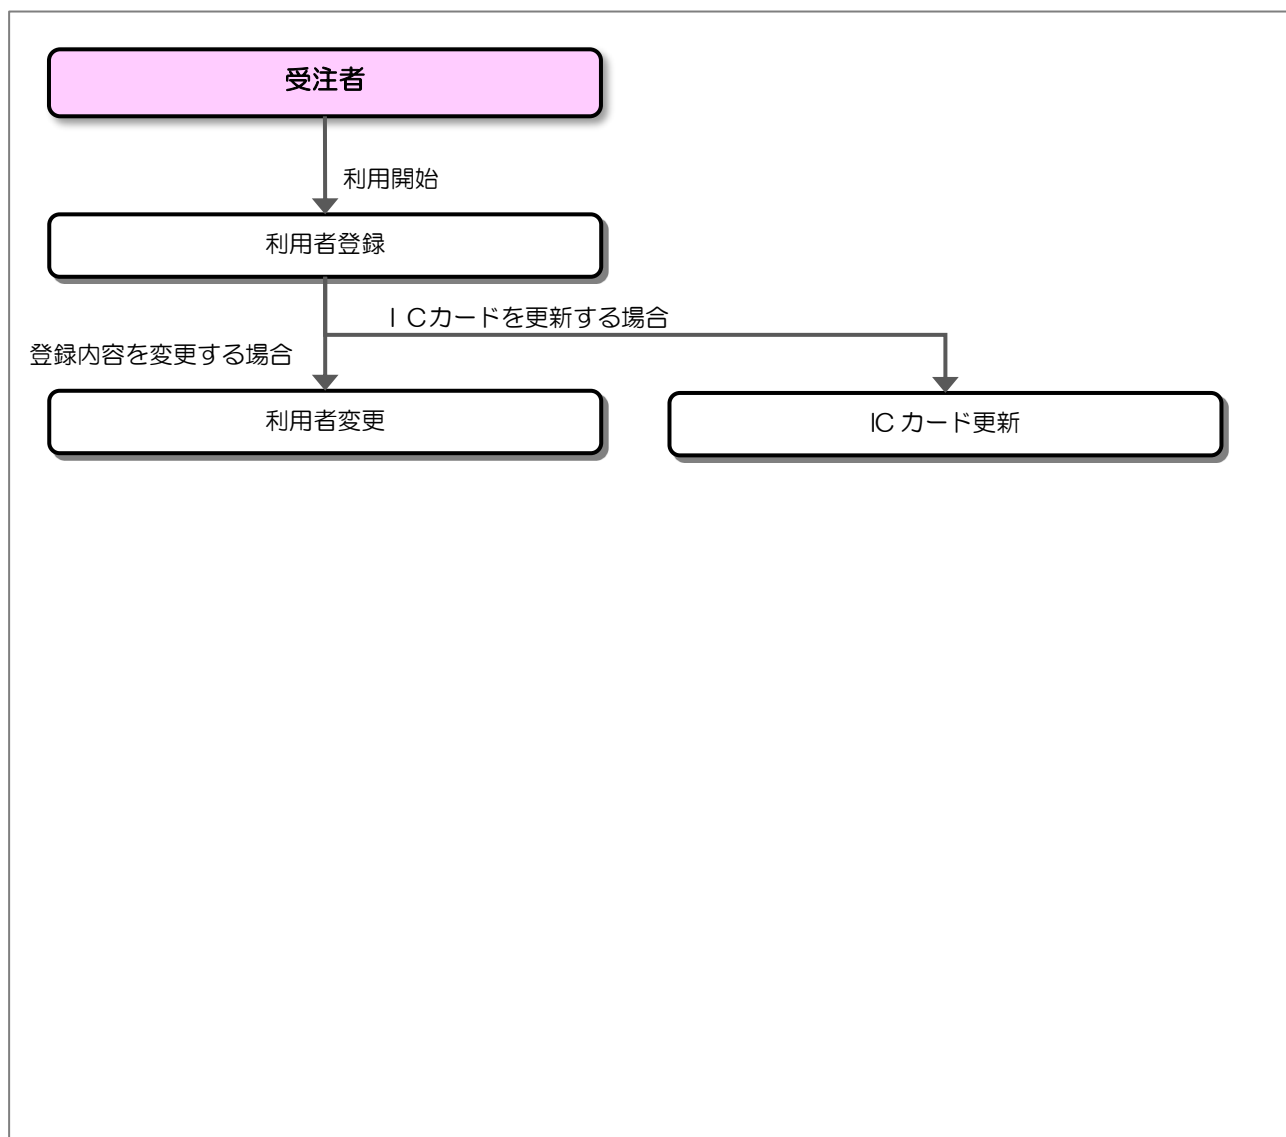 受注者
利用開始
利用者登録
ＩＣカードを更新する場合
登録内容を変更する場合
利用者変更
IC カード更新